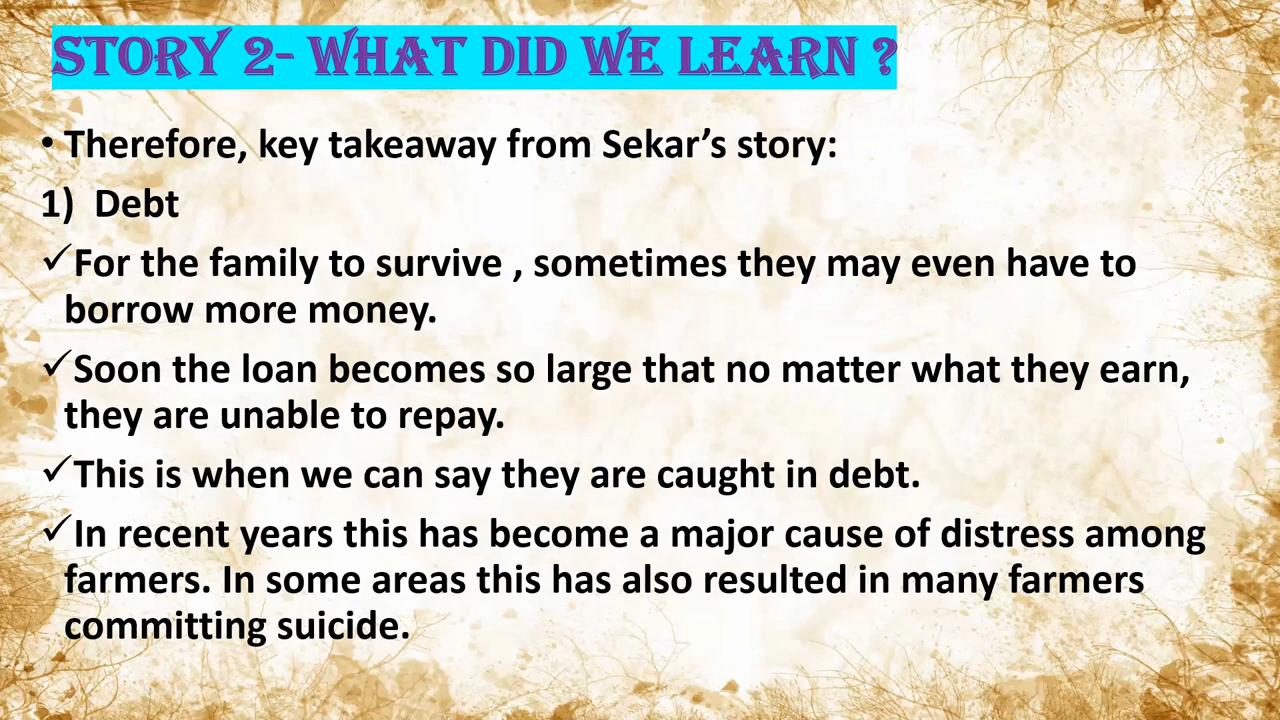 STORY 2- WHAT DID WE LEARN ?
• Therefore, key takeaway from Sekar’s story:
1) Debt
✓For the family to survive , sometimes they may even have to
borrow more money.
✓Soon the loan becomes so large that no matter what they earn,
they are unable to repay.
✓This is when we can say they are caught in debt.
✓In recent years this has become a major cause of distress among
farmers. In some areas this has also resulted in many farmers
committing suicide.